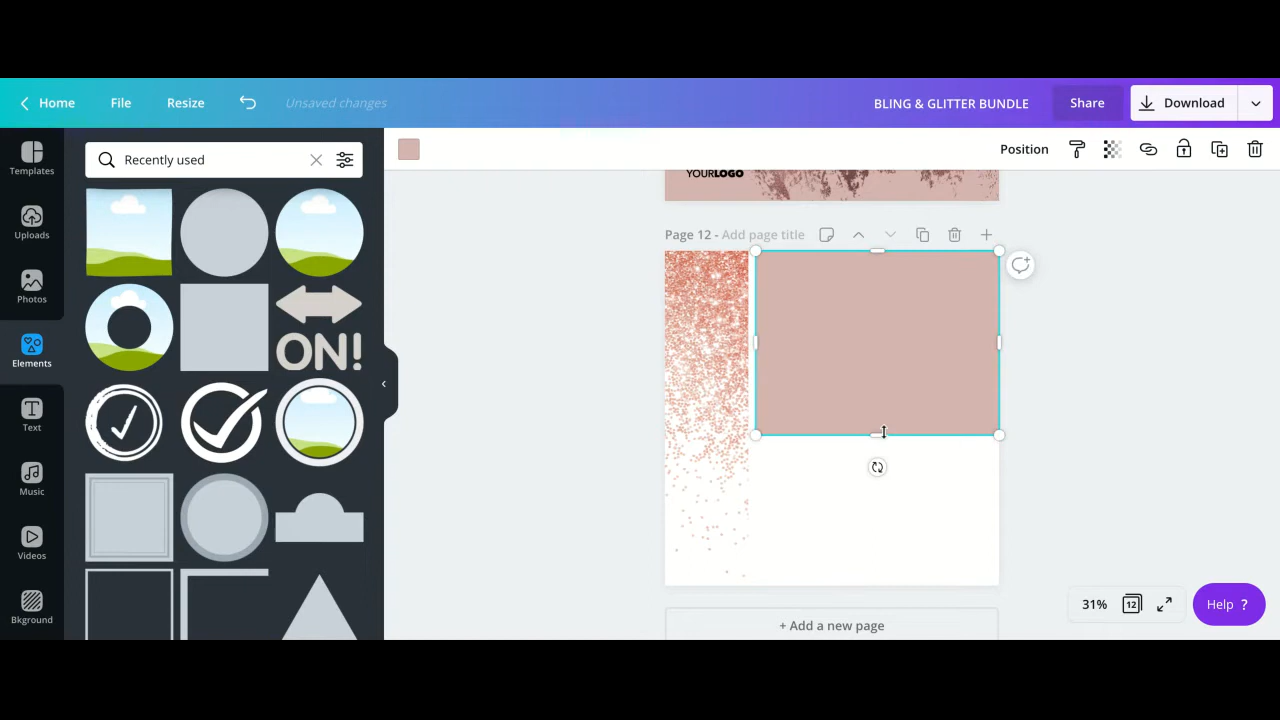 Home File Resize Unsaved changes BLING & GLITTER BUNDLE Share Download
Templates
Uploads
Photos
Elements
Text
Music
Videos
Bkground
Recently used
ON!
Position
YOURLOGO
Page 12 - Add page title
+ Add a new page
31% 12 Help ?